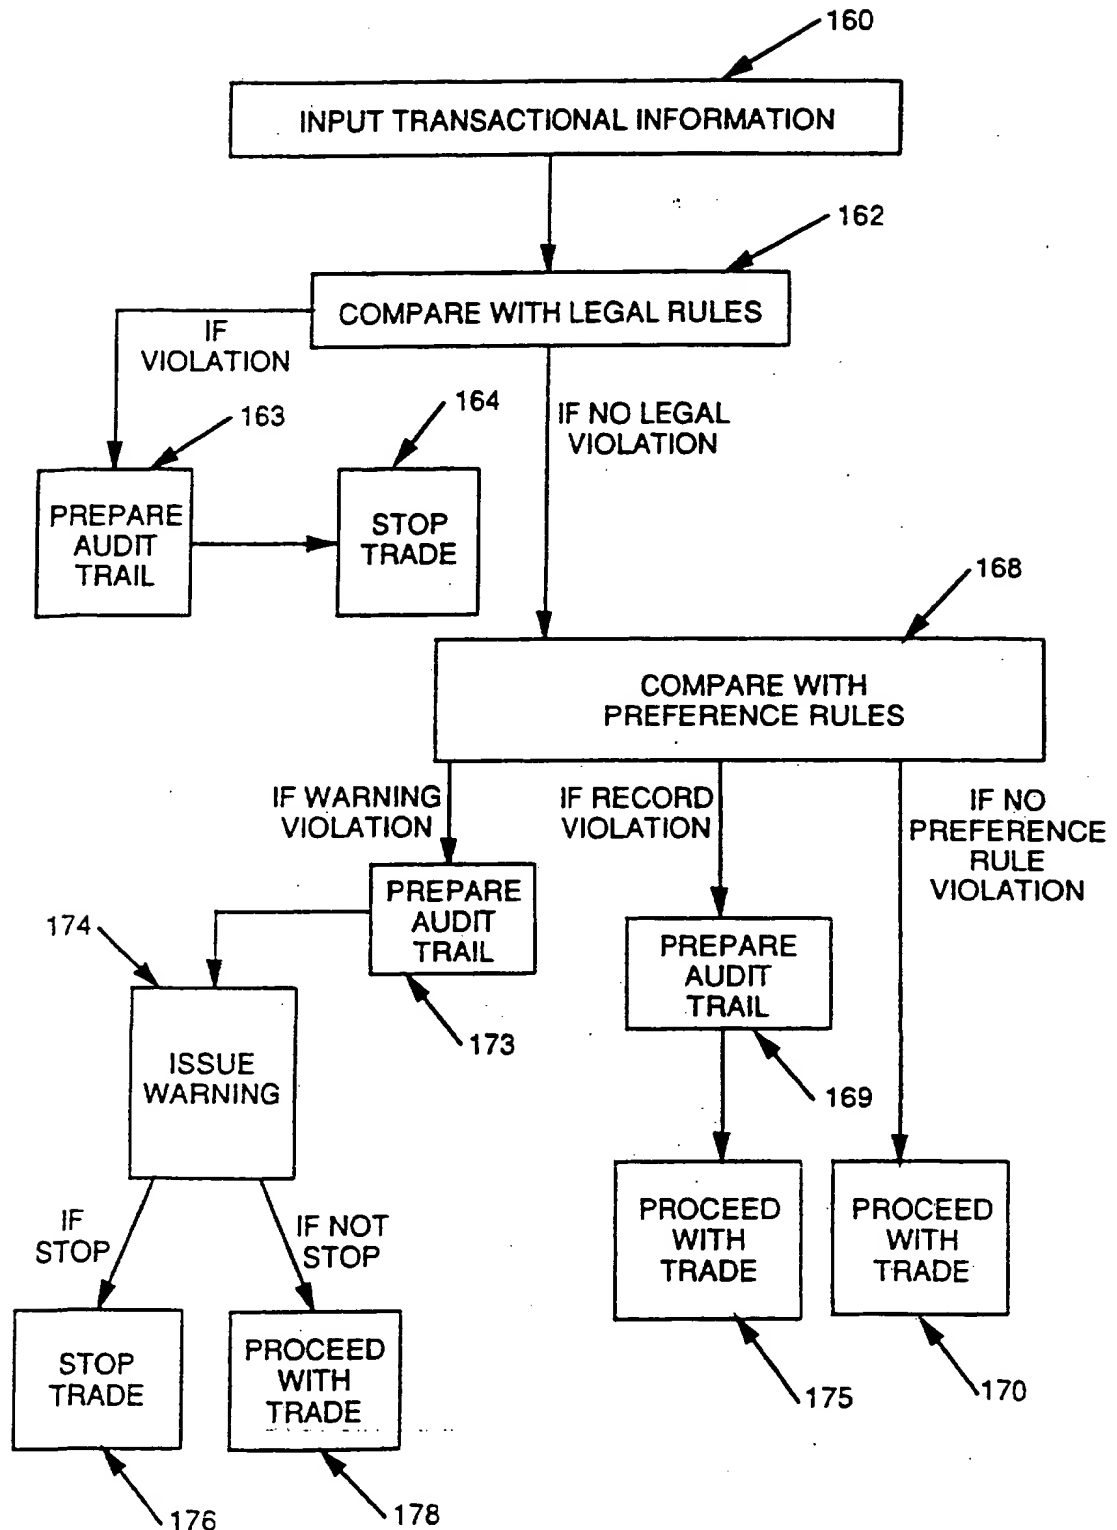 160
INPUT TRANSACTIONAL INFORMATION
162
COMPARE WITH LEGAL RULES
IF
VIOLATION
163
164
IF NO LEGAL
VIOLATION
PREPARE
AUDIT
TRAIL
STOP
TRADE
168
COMPARE WITH
PREFERENCE RULES
IF WARNING
VIOLATION
IF RECORD
VIOLATION
IF NO
PREFERENCE
RULE
VIOLATION
PREPARE
AUDIT
TRAIL
173
174
ISSUE
WARNING
PREPARE
AUDIT
TRAIL
169
IF
STOP
IF NOT
STOP
PROCEED
WITH
TRADE
175
PROCEED
WITH
TRADE
170
STOP
TRADE
176
PROCEED
WITH
TRADE
178